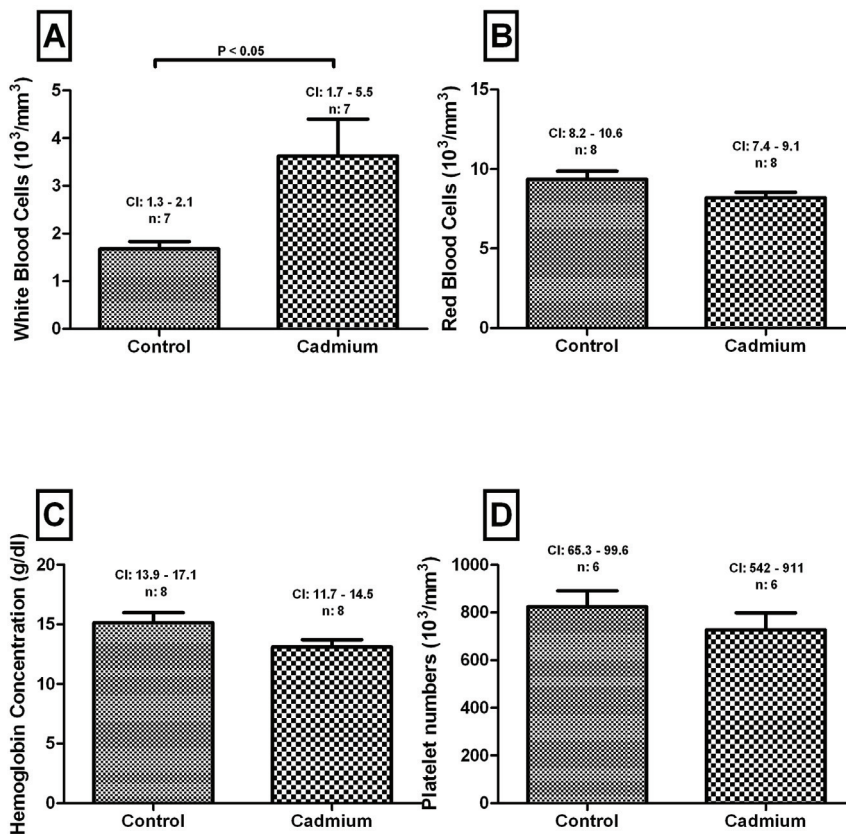 A
P < 0.05
White Blood Cells (10³/mm³)
5
4
3
2
1
0
CI: 1.3 - 2.1
n: 7
CI: 1.7 - 5.5
n: 7
Control
Cadmium
B
Red Blood Cells (10³/mm³)
15
10
5
0
CI: 8.2 - 10.6
n: 8
CI: 7.4 - 9.1
n: 8
Control
Cadmium
C
Hemoglobin Concentration (g/dl)
20
15
10
5
0
CI: 13.9 - 17.1
n: 8
CI: 11.7 - 14.5
n: 8
Control
Cadmium
D
Platelet numbers (10³/mm³)
1000
800
600
400
200
0
CI: 65.3 - 99.6
n: 6
CI: 542 - 911
n: 6
Control
Cadmium